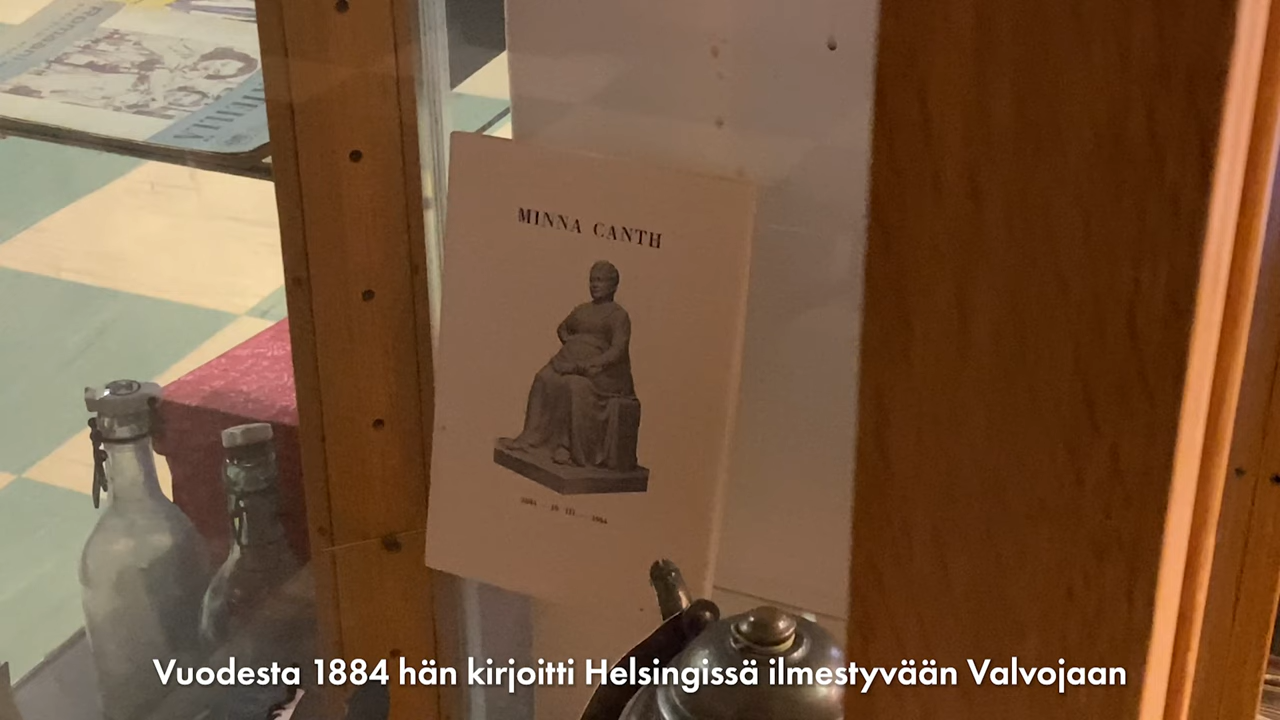 MINNA CANTH
Vuodesta 1884 hän kirjoitti Helsingissä ilmestyvään Valvojaan